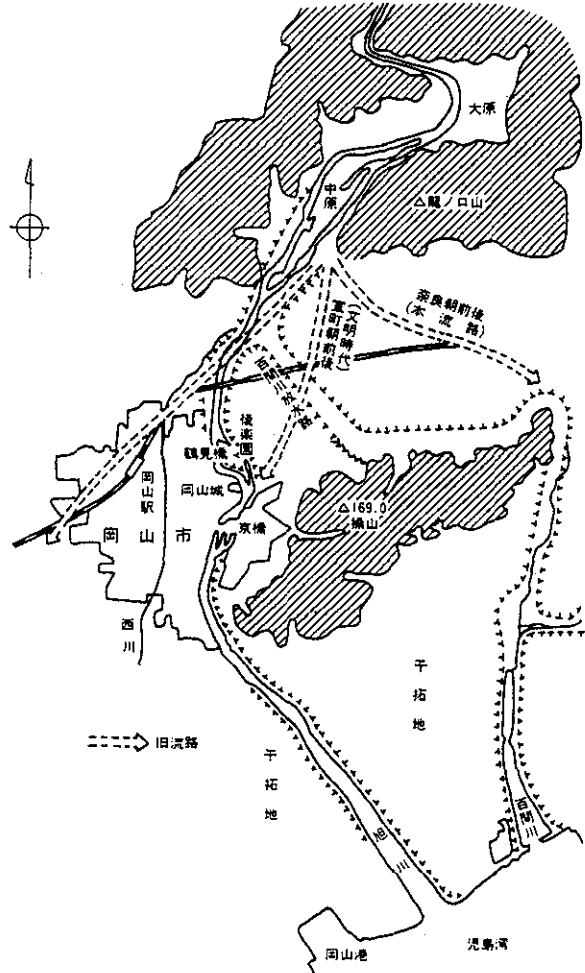 大原
中原
△龍ノ口山
奈良朝前後
(本流路)
(文明時代)
室町朝前後
百間川放水路
後楽園
鶴見橋
岡山城
岡山駅
京橋
△169.0
操山
岡山市
西川
干拓地
旧流路
干拓地
旭川
百間川
岡山港
児島湾